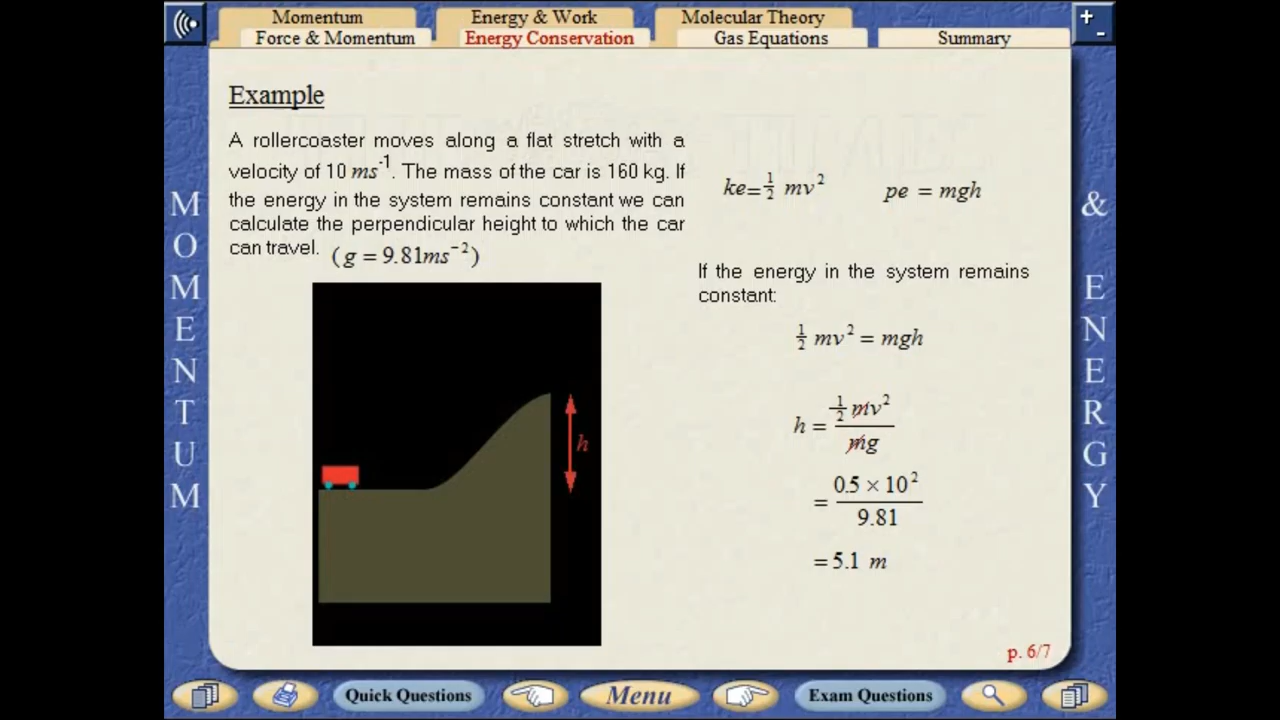 Momentum
Energy & Work
Molecular Theory
+
-
Force & Momentum
Energy Conservation
Gas Equations
Summary
MOMENTUM
Example
A rollercoaster moves along a flat stretch with a
velocity of 10 ms⁻¹. The mass of the car is 160 kg. If
the energy in the system remains constant we can
calculate the perpendicular height to which the car
can travel. (g = 9.81ms⁻²)
h
ke=½ mv²
pe = mgh
If the energy in the system remains
constant:
½ mv² = mgh
h = ½ mv² / mg
= 0.5 × 10² / 9.81
= 5.1 m
p. 6/7
& ENERGY
Quick Questions
Menu
Exam Questions